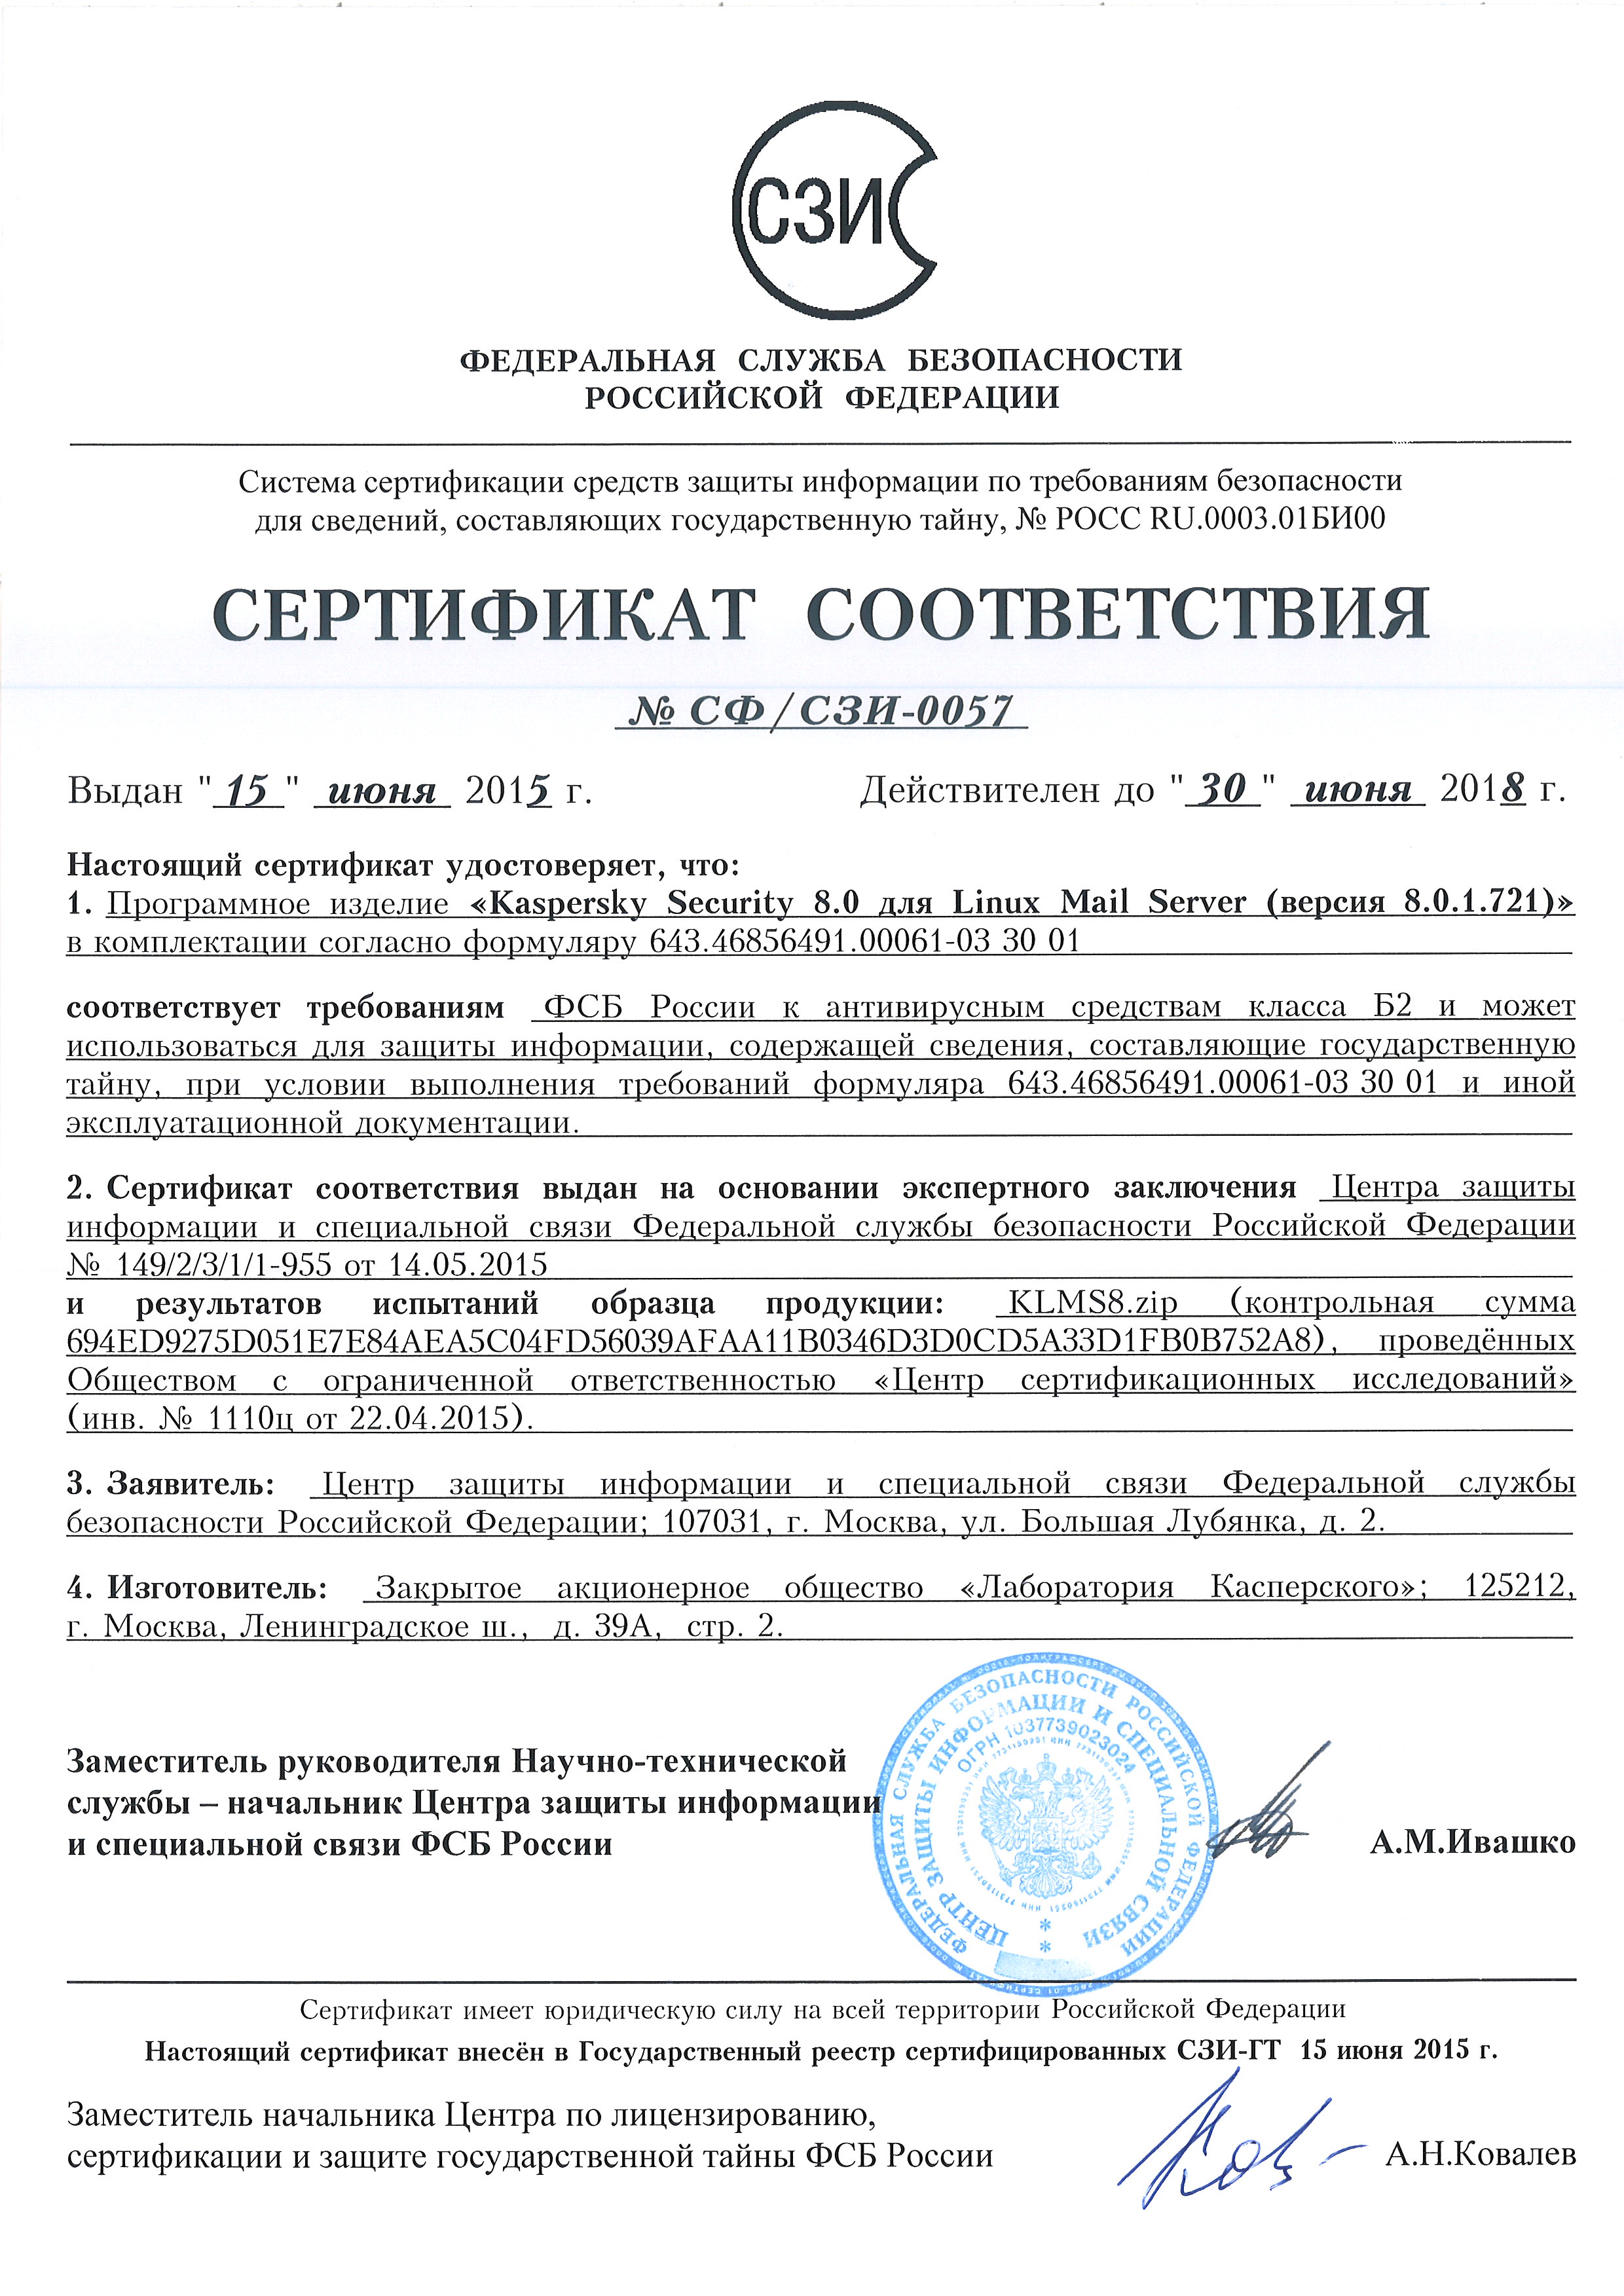 СЗИ
ФЕДЕРАЛЬНАЯ СЛУЖБА БЕЗОПАСНОСТИ
РОССИЙСКОЙ ФЕДЕРАЦИИ
Система сертификации средств защиты информации по требованиям безопасности
для сведений, составляющих государственную тайну, № РОСС RU.0003.01БИ00
СЕРТИФИКАТ СООТВЕТСТВИЯ
№ СФ/СЗИ-0057
Выдан "15" июня 2015 г. Действителен до "30" июня 2018 г.
Настоящий сертификат удостоверяет, что:
1. Программное изделие «Kaspersky Security 8.0 для Linux Mail Server (версия 8.0.1.721)»
в комплектации согласно формуляру 643.46856491.00061-03 30 01
соответствует требованиям ФСБ России к антивирусным средствам класса Б2 и может
использоваться для защиты информации, содержащей сведения, составляющие государственную
тайну, при условии выполнения требований формуляра 643.46856491.00061-03 30 01 и иной
эксплуатационной документации.
2. Сертификат соответствия выдан на основании экспертного заключения Центра защиты
информации и специальной связи Федеральной службы безопасности Российской Федерации
№ 149/2/3/1/1-955 от 14.05.2015
и результатов испытаний образца продукции: KLMS8.zip (контрольная сумма
694ED9275D051E7E84AEA5C04FD56039AFAA11B0346D3D0CD5A33D1FB0B752A8), проведённых
Обществом с ограниченной ответственностью «Центр сертификационных исследований»
(инв. № 1110ц от 22.04.2015).
3. Заявитель: Центр защиты информации и специальной связи Федеральной службы
безопасности Российской Федерации; 107031, г. Москва, ул. Большая Лубянка, д. 2.
4. Изготовитель: Закрытое акционерное общество «Лаборатория Касперского»; 125212,
г. Москва, Ленинградское ш., д. 39А, стр. 2.
Заместитель руководителя Научно-технической
службы – начальник Центра защиты информации
и специальной связи ФСБ России
А.М.Ивашко
ФЕДЕРАЛЬНАЯ СЛУЖБА БЕЗОПАСНОСТИ РОССИЙСКОЙ ФЕДЕРАЦИИ
ЦЕНТР ЗАЩИТЫ ИНФОРМАЦИИ И СПЕЦИАЛЬНОЙ СВЯЗИ
ОГРН 1037739023024
Сертификат имеет юридическую силу на всей территории Российской Федерации
Настоящий сертификат внесён в Государственный реестр сертифицированных СЗИ-ГТ 15 июня 2015 г.
Заместитель начальника Центра по лицензированию,
сертификации и защите государственной тайны ФСБ России
А.Н.Ковалев